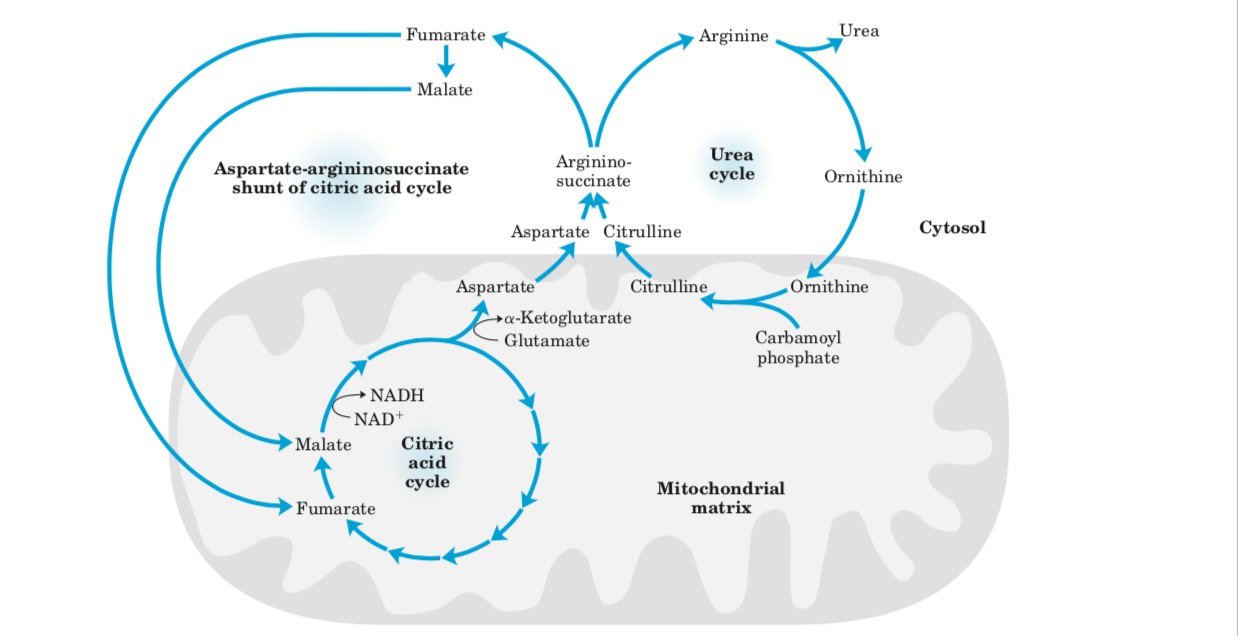 Fumarate
Arginine
Urea
Malate
Aspartate-argininosuccinate
shunt of citric acid cycle
Arginino-
succinate
Urea
cycle
Ornithine
Aspartate
Citrulline
Cytosol
Aspartate
Citrulline
Ornithine
α-Ketoglutarate
Glutamate
Carbamoyl
phosphate
NADH
NAD⁺
Malate
Citric
acid
cycle
Mitochondrial
matrix
Fumarate